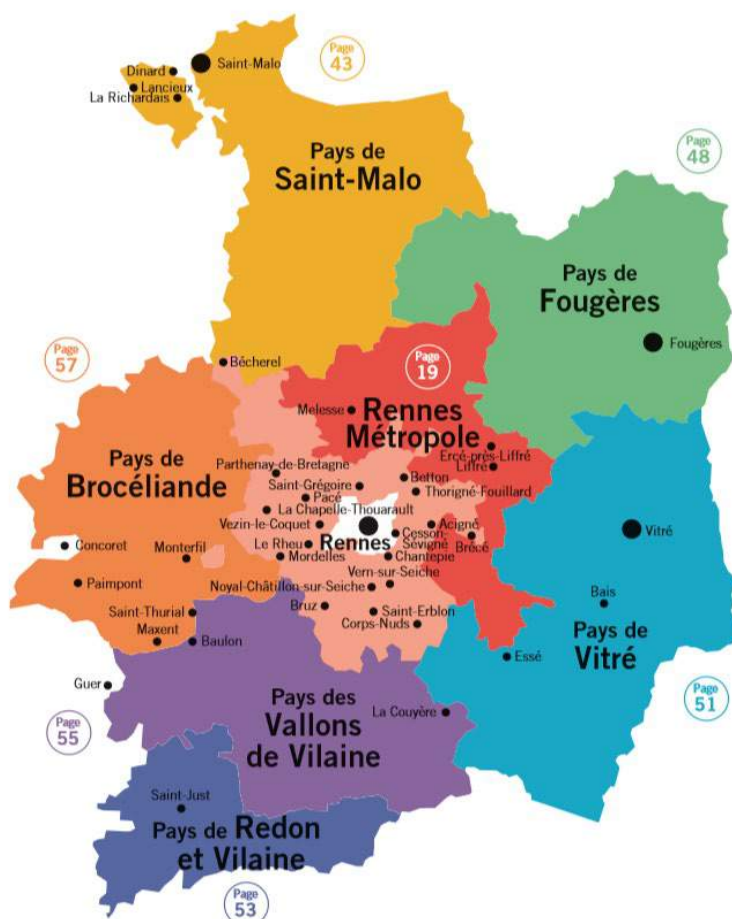 Page
43
Dinard
Saint-Malo
Lancieux
La Richardais
Pays de
Saint-Malo
Page
48
Pays de
Fougères
Fougères
Page
57
Bécherel
Page
19
Melesse
Rennes
Métropole
Ercé-près-Liffré
Liffré
Pays de
Brocéliande
Parthenay-de-Bretagne
Betton
Saint-Grégoire
Thorigné-Fouillard
Pacé
La Chapelle-Thouarault
Vezin-le-Coquet
Rennes
Acigné
Cesson-
Sévigné
Brécé
Vitré
Concoret
Monterfil
Le Rheu
Mordelles
Chantepie
Vern-sur-Seiche
Paimpont
Noyal-Châtillon-sur-Seiche
Bais
Saint-Thurial
Bruz
Saint-Erblon
Corps-Nuds
Maxent
Baulon
Pays de
Vitré
Essé
Guer
Pays des
Vallons
de Vilaine
La Couyère
Page
51
Page
55
Saint-Just
Pays de Redon
et Vilaine
Page
53